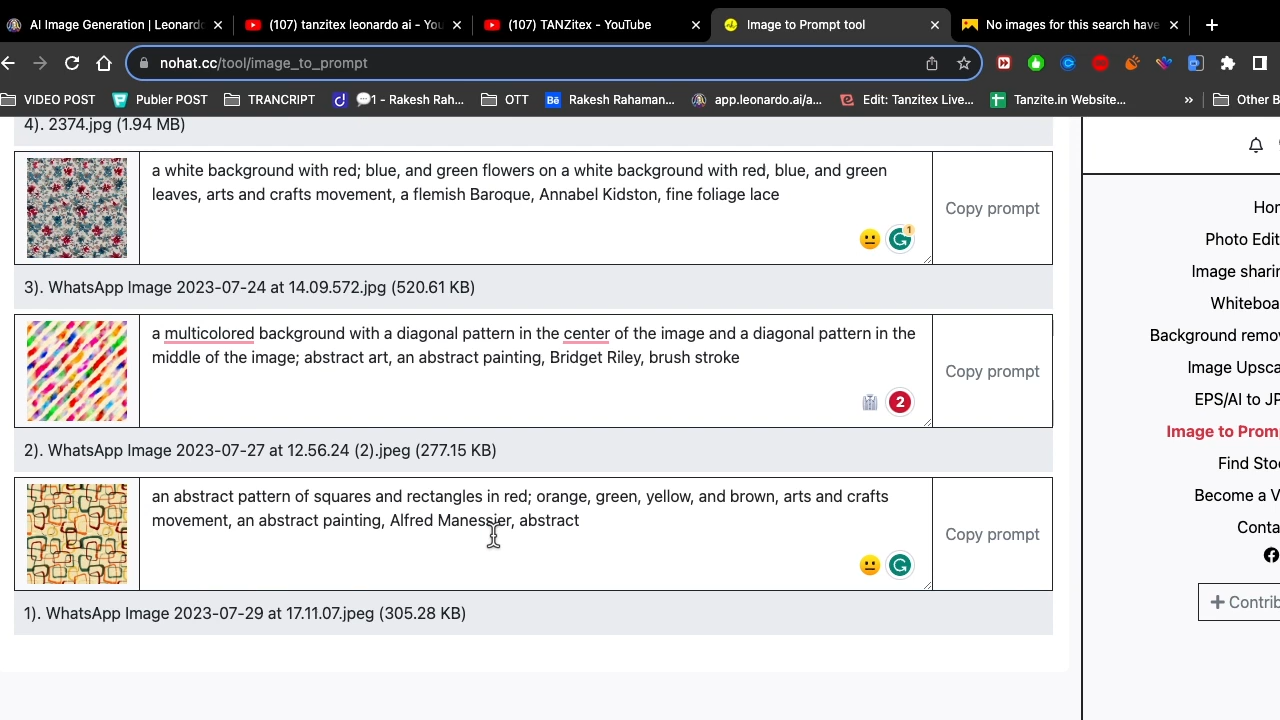 AI Image Generation | Leonard
(107) tanzitex leonardo ai - You
(107) TANZitex - YouTube
Image to Prompt tool
No images for this search have
nohat.cc/tool/image_to_prompt
VIDEO POST
Publer POST
TRANCRIPT
1 - Rakesh Rah...
OTT
Rakesh Rahaman...
app.leonardo.ai/a...
Edit: Tanzitex Live...
Tanzite.in Website...
»
Other B
4). 2374.jpg (1.94 MB)
a white background with red; blue, and green flowers on a white background with red, blue, and green
leaves, arts and crafts movement, a flemish Baroque, Annabel Kidston, fine foliage lace
1
Copy prompt
3). WhatsApp Image 2023-07-24 at 14.09.572.jpg (520.61 KB)
a multicolored background with a diagonal pattern in the center of the image and a diagonal pattern in the
middle of the image; abstract art, an abstract painting, Bridget Riley, brush stroke
2
Copy prompt
2). WhatsApp Image 2023-07-27 at 12.56.24 (2).jpeg (277.15 KB)
an abstract pattern of squares and rectangles in red; orange, green, yellow, and brown, arts and crafts
movement, an abstract painting, Alfred Manessier, abstract
Copy prompt
1). WhatsApp Image 2023-07-29 at 17.11.07.jpeg (305.28 KB)
Hor
Photo Edit
Image sharin
Whiteboa
Background remov
Image Upsca
EPS/AI to JP
Image to Prom
Find Sto
Become a V
Conta
+ Contrib